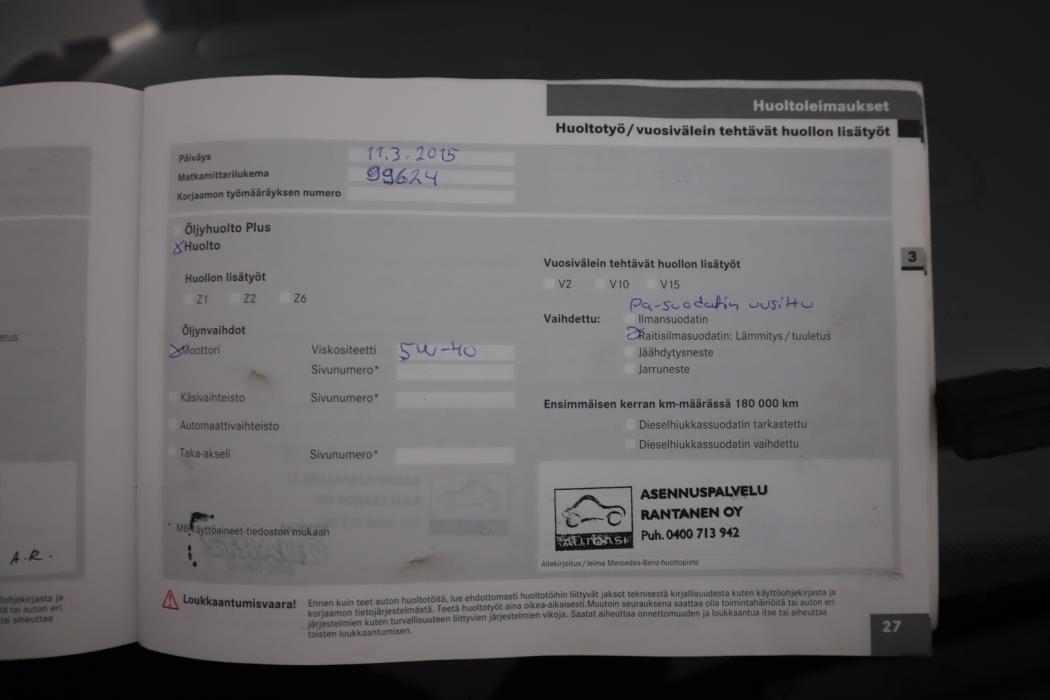 Huoltoleimaukset
Huoltotyö/vuosivälein tehtävät huollon lisätyöt
Päiväys 11.3.2015
Matkamittarilukema 99624
Korjaamon työmääräyksen numero
3
Öljyhuolto Plus
x Huolto
Huollon lisätyöt
Z1 Z2 Z6
Öljynvaihdot
x Moottori Viskositeetti 5W-40
Sivunumero*
Käsivaihteisto Sivunumero*
Automaattivaihteisto
Taka-akseli Sivunumero*
* MB-käyttöaineet-tiedoston mukaan
Vuosivälein tehtävät huollon lisätyöt
V2 V10 V15
Pa-suodatin uusittu
Vaihdettu: Ilmansuodatin
x Raitisilmasuodatin: Lämmitys/tuuletus
Jäähdytysneste
Jarruneste
Ensimmäisen kerran km-määrässä 180 000 km
Dieselhiukkassuodatin tarkastettu
Dieselhiukkassuodatin vaihdettu
AUTOASI
ASENNUSPALVELU
RANTANEN OY
Puh. 0400 713 942
Allekirjoitus / leima Mercedes-Benz-huoltopiste
Loukkaantumisvaara!
Ennen kuin teet auton huoltotöitä, lue ehdottomasti huoltotöihin liittyvät jaksot teknisestä kirjallisuudesta kuten käyttöohjekirjasta ja
korjaamon tietojärjestelmästä. Teetä huoltotyöt aina oikea-aikaisesti. Muutoin seurauksena saattaa olla toimintahäiriöitä tai auton eri
järjestelmien kuten turvallisuuteen liittyvien järjestelmien vikoja. Saatat aiheuttaa onnettomuuden ja loukkaantua itse tai aiheuttaa
toisten loukkaantumisen.
27
A.R.